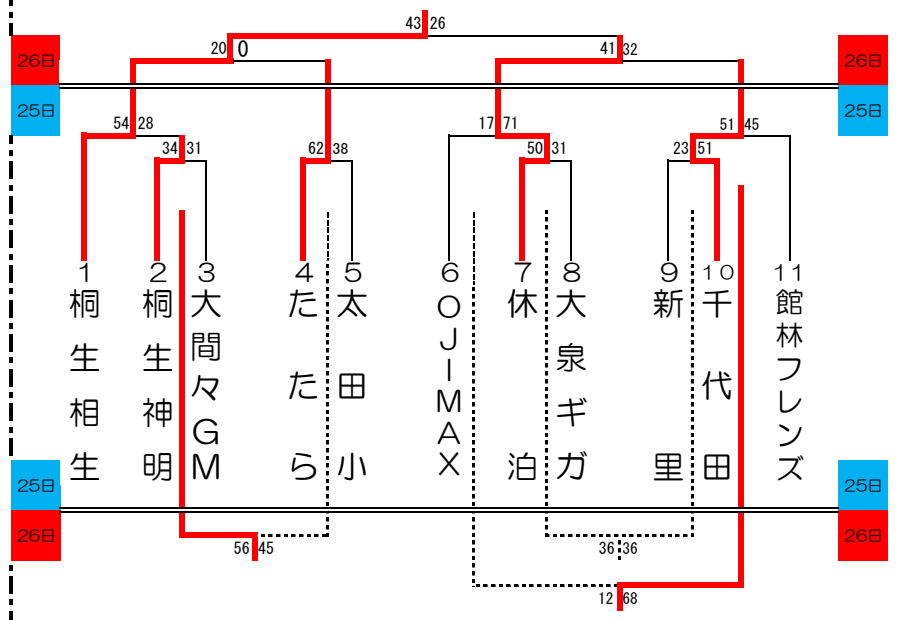 43 26
20 0
41 32
26日 26日
25日 25日
54 28
17 71
51 45
34 31
62 38
50 31
23 51
1 桐生相生
2 桐生神明
3 大間々GM
4 たたら
5 太田小
6 OJIMAX
7 休泊
8 大泉ギガ
9 新里
10 千代田
11 館林フレンズ
25日 25日
26日 26日
56 45
36 36
12 68